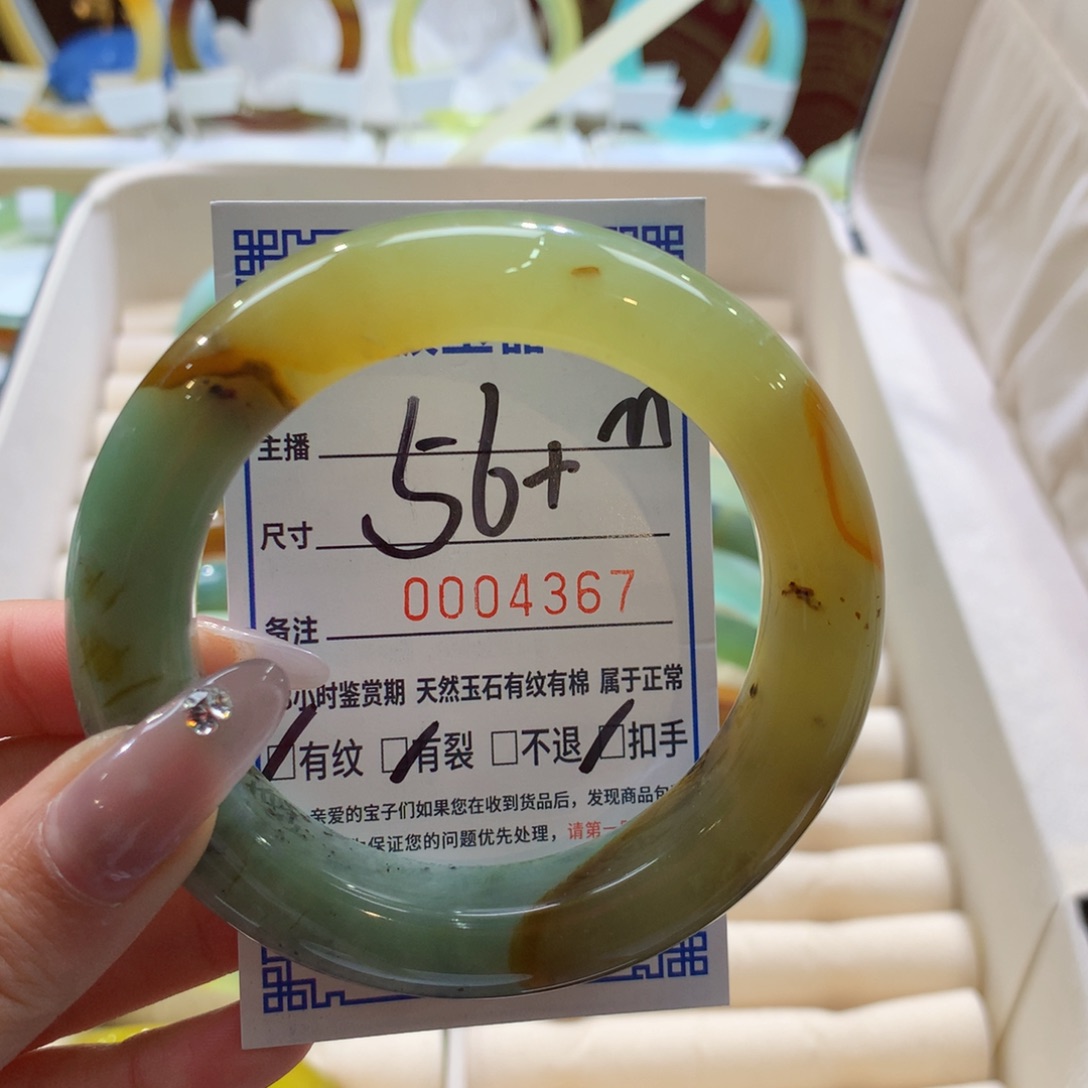 主播
56+ m
尺寸
0004367
备注
小时鉴赏期 天然玉石有纹有棉 属于正常
□有纹 □有裂 □不退 □扣手
亲爱的宝子们如果您在收到货品后，发现商品包
保证您的问题优先处理，请第一